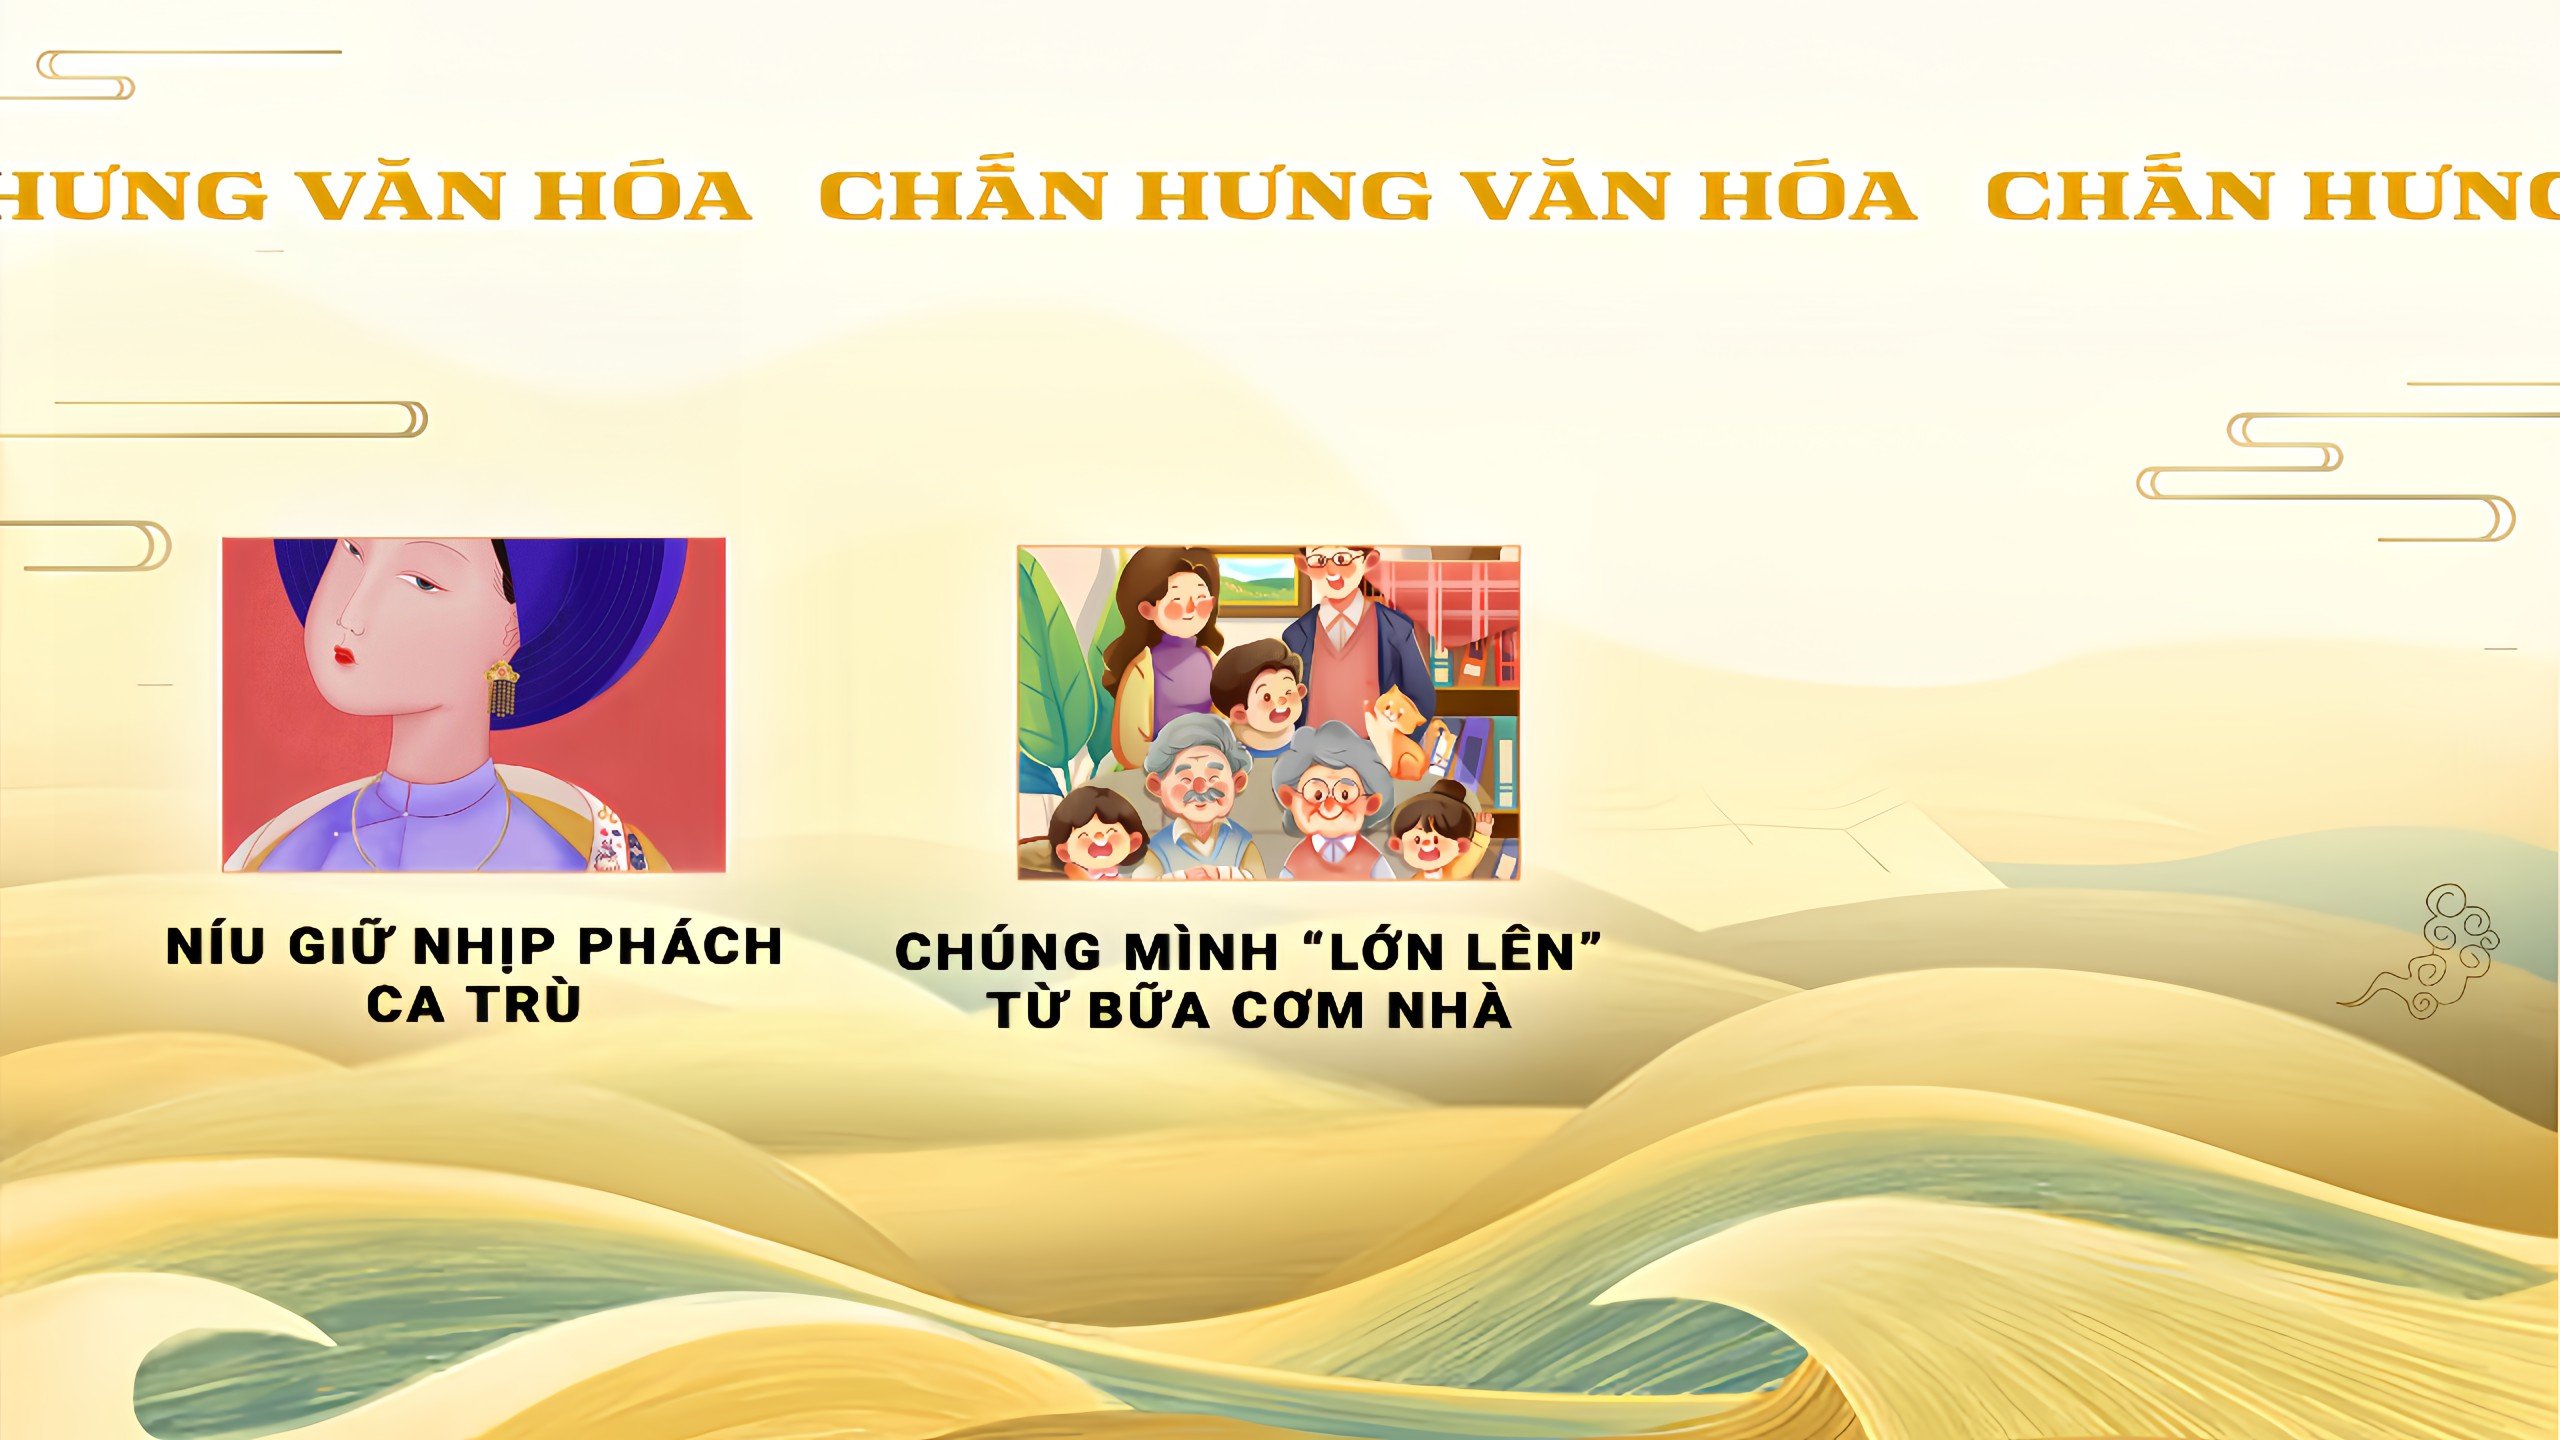 HƯNG VĂN HÓA CHẤN HƯNG VĂN HÓA CHẤN HƯNG
NÍU GIỮ NHỊP PHÁCH
CA TRÙ
CHÚNG MÌNH “LỚN LÊN”
TỪ BỮA CƠM NHÀ